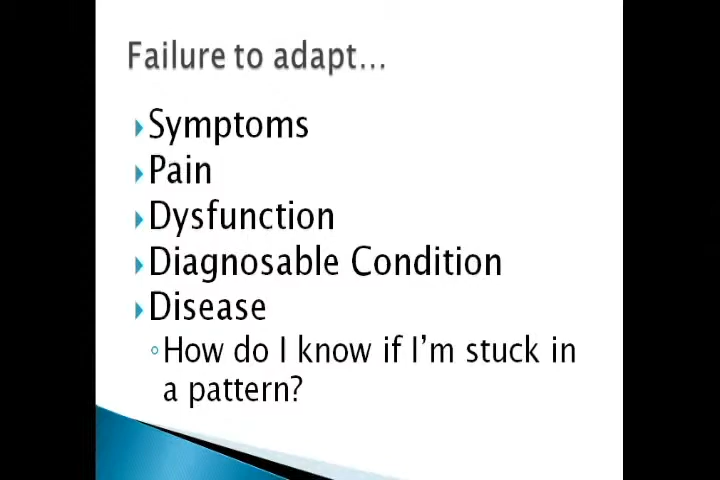 Failure to adapt...
Symptoms
Pain
Dysfunction
Diagnosable Condition
Disease
How do I know if I'm stuck in
a pattern?